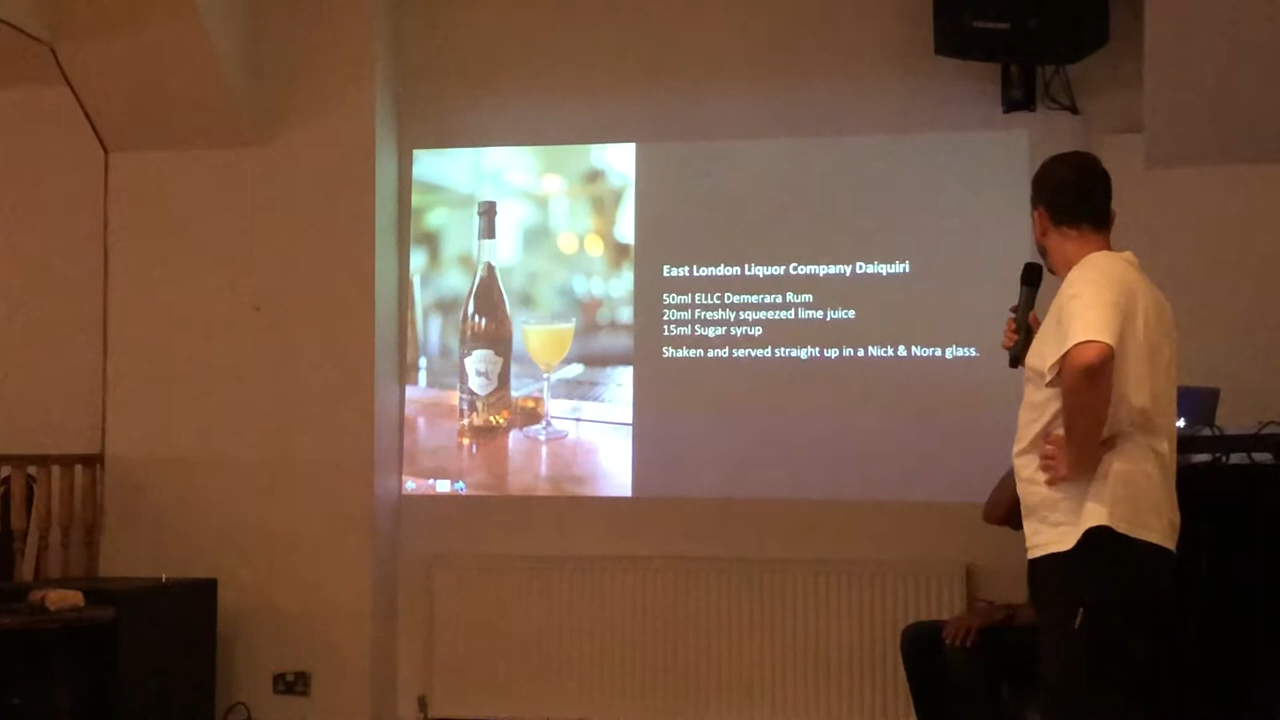 East London Liquor Company Daiquiri
50ml ELLC Demerara Rum
20ml Freshly squeezed lime juice
15ml Sugar syrup
Shaken and served straight up in a Nick & Nora glass.